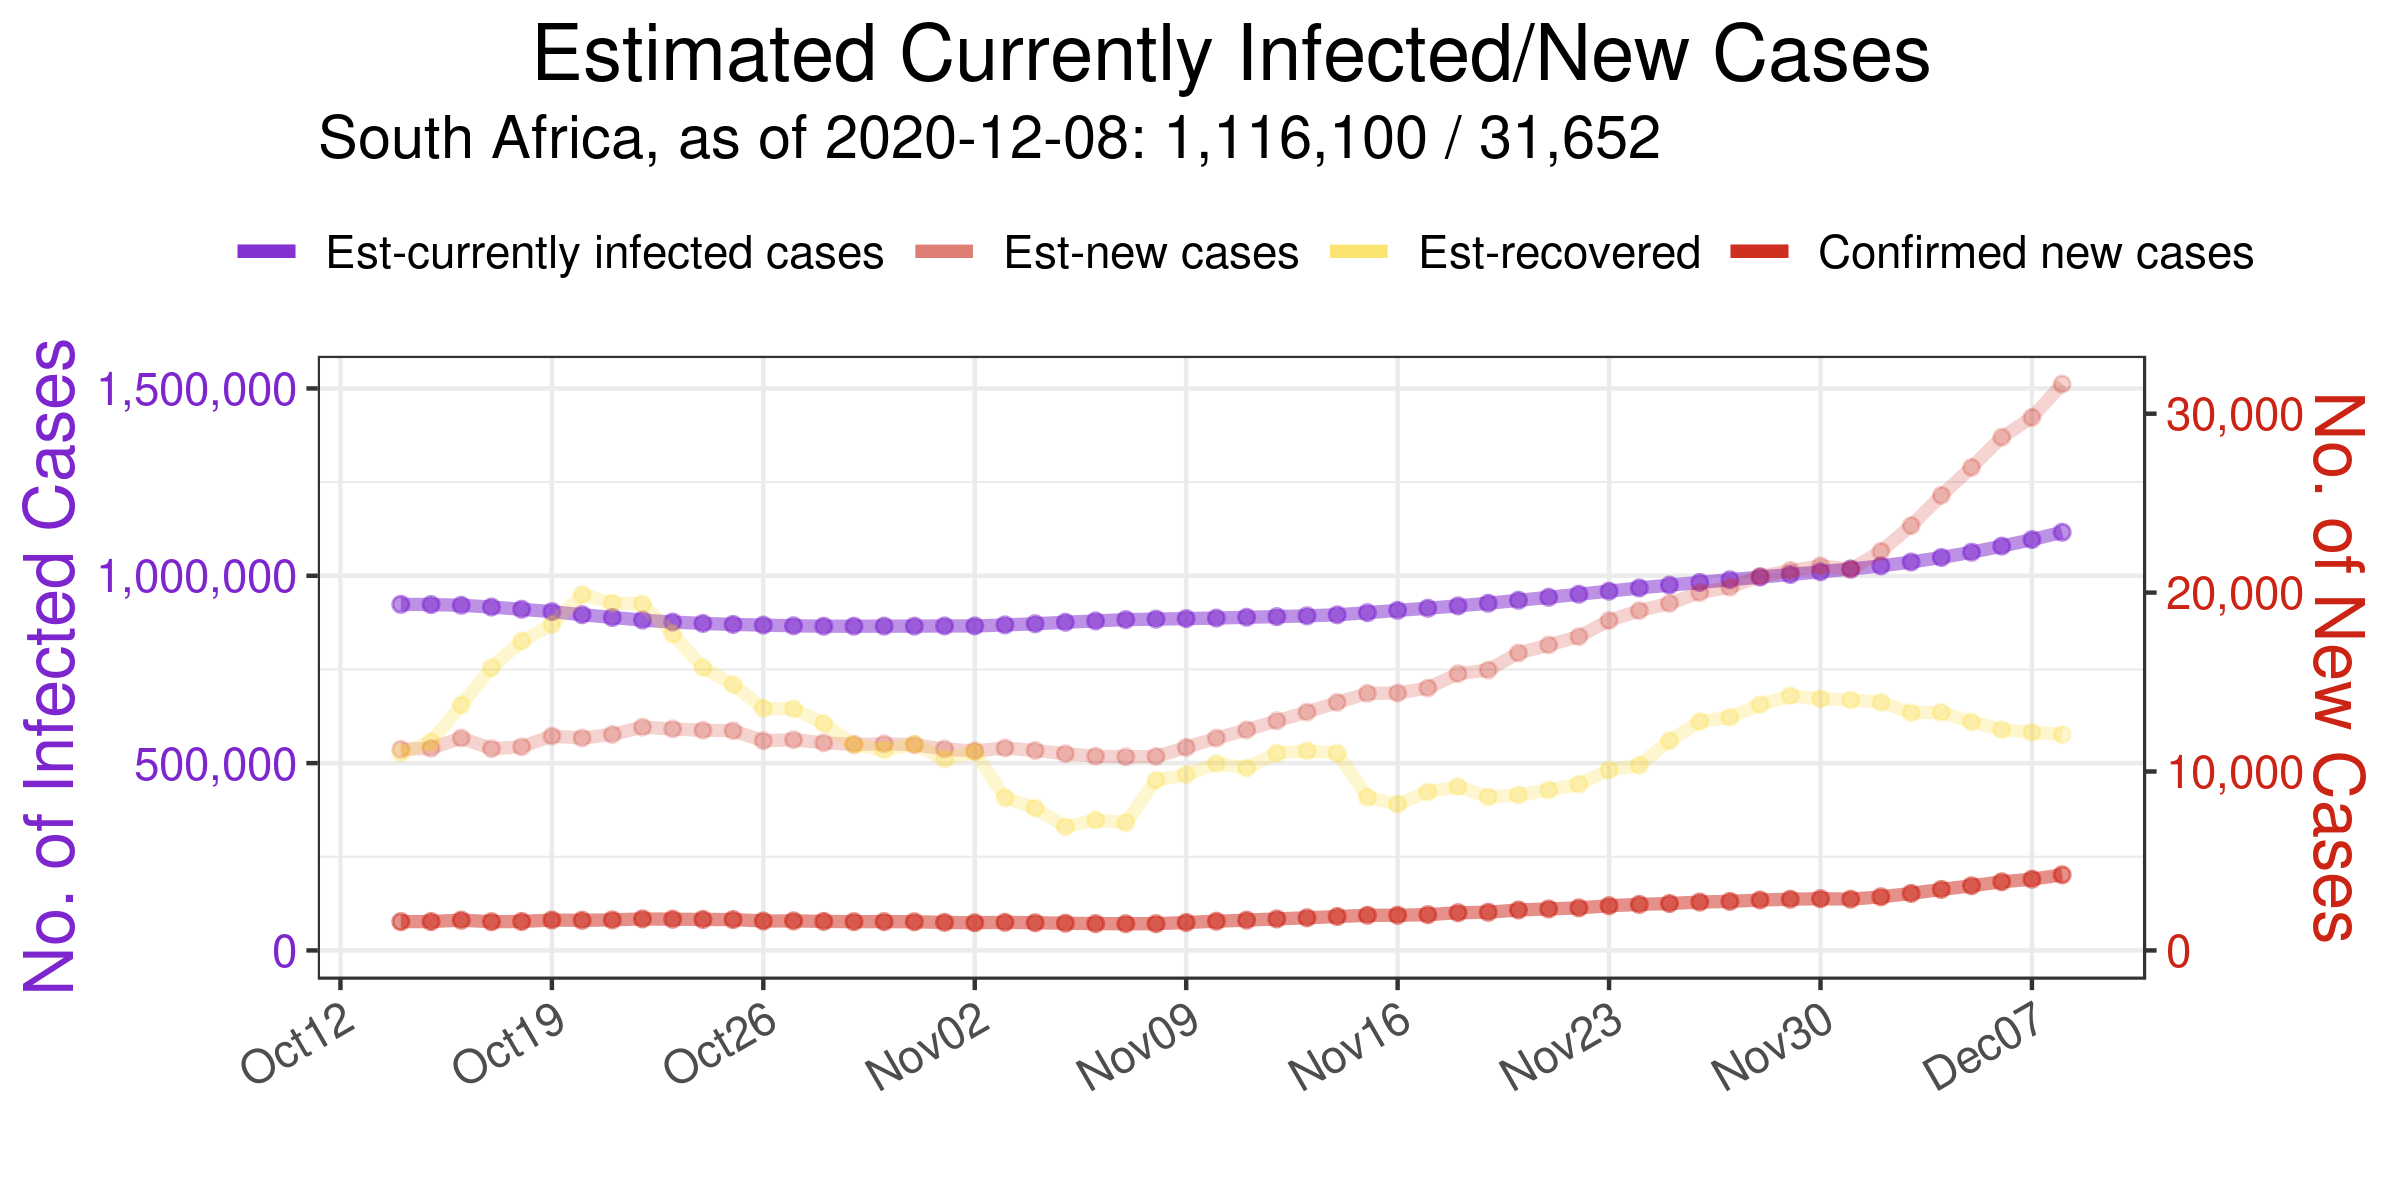 Estimated Currently Infected/New Cases
South Africa, as of 2020-12-08: 1,116,100 / 31,652
Est-currently infected cases Est-new cases Est-recovered Confirmed new cases
No. of Infected Cases
1,500,000
1,000,000
500,000
0
30,000
20,000
10,000
0
No. of New Cases
Oct12 Oct19 Oct26 Nov02 Nov09 Nov16 Nov23 Nov30 Dec07